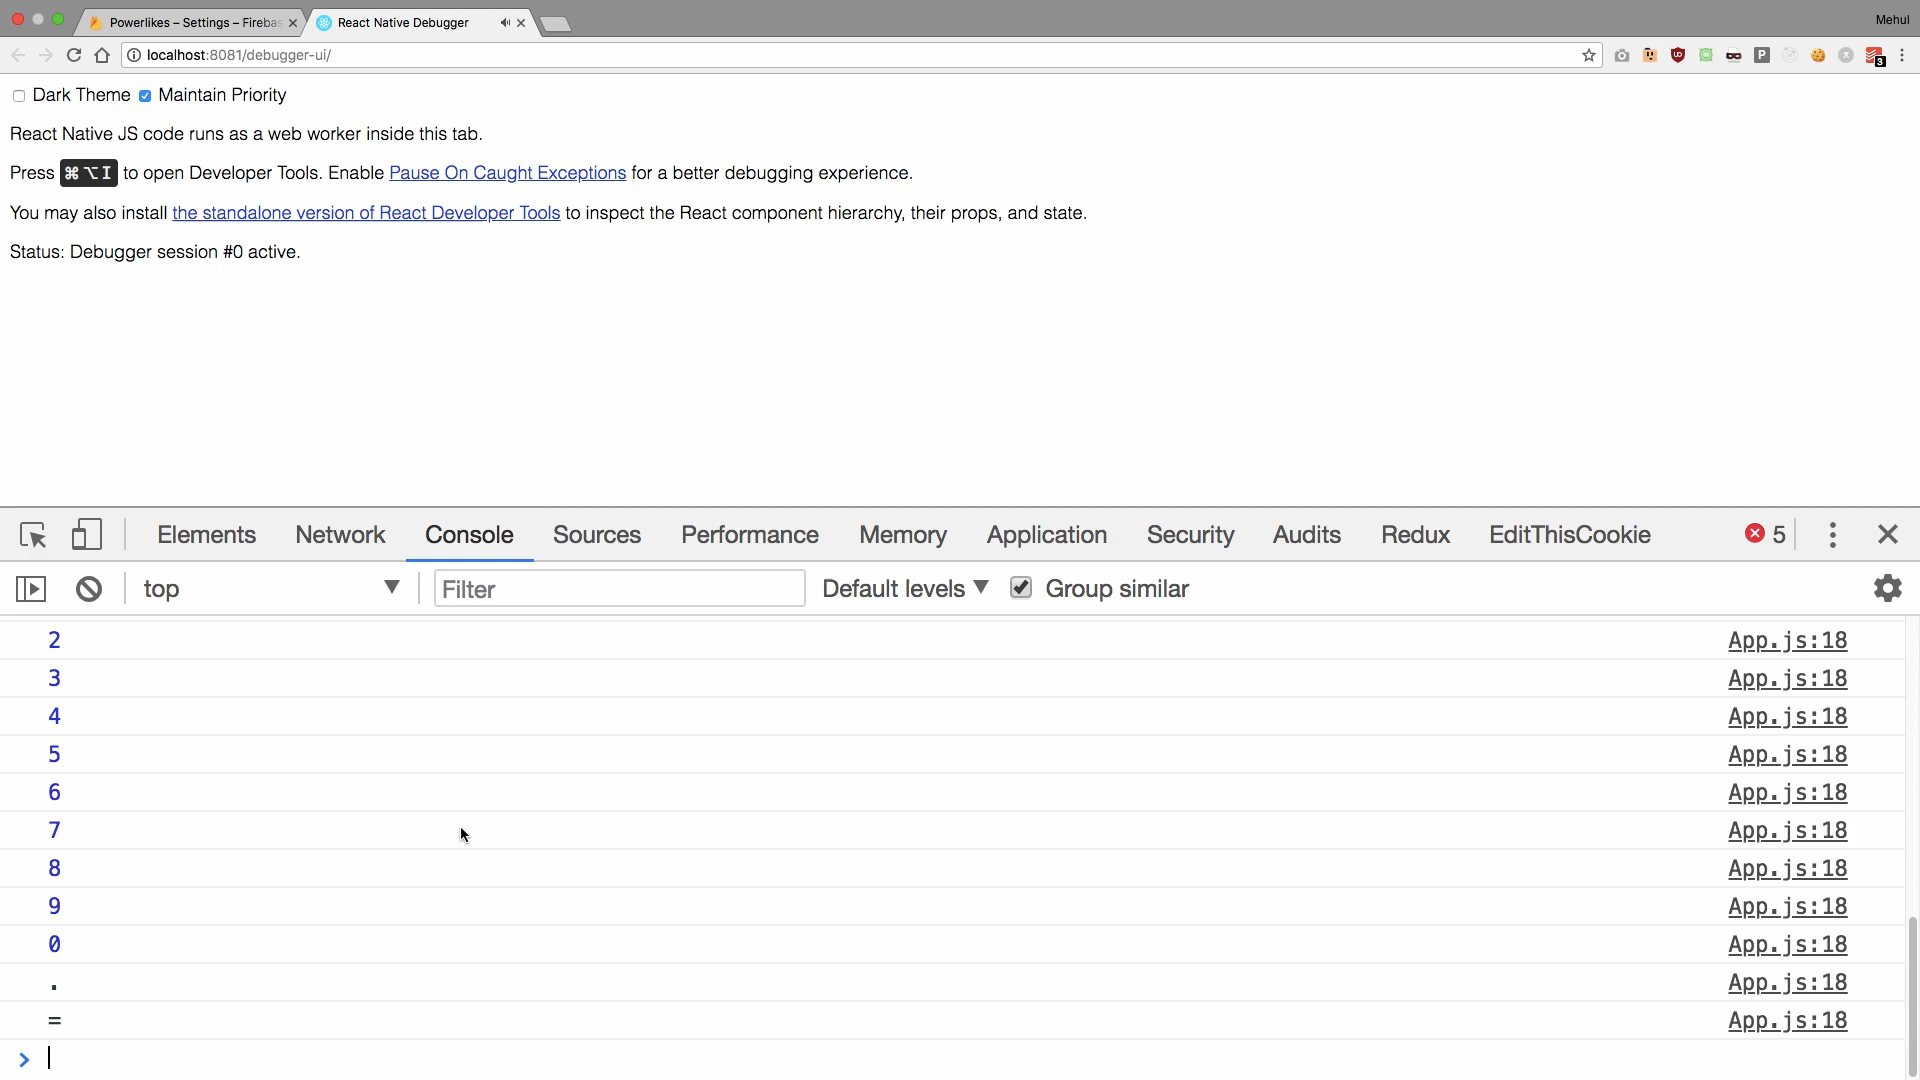 Powerlikes – Settings – Firebas
React Native Debugger
Mehul
localhost:8081/debugger-ui/
P
3
Dark Theme
Maintain Priority
React Native JS code runs as a web worker inside this tab.
Press ⌘⌥I to open Developer Tools. Enable Pause On Caught Exceptions for a better debugging experience.
You may also install the standalone version of React Developer Tools to inspect the React component hierarchy, their props, and state.
Status: Debugger session #0 active.
Elements Network Console Sources Performance Memory Application Security Audits Redux EditThisCookie 5
top Filter Default levels Group similar
2 App.js:18
3 App.js:18
4 App.js:18
5 App.js:18
6 App.js:18
7 App.js:18
8 App.js:18
9 App.js:18
0 App.js:18
. App.js:18
= App.js:18